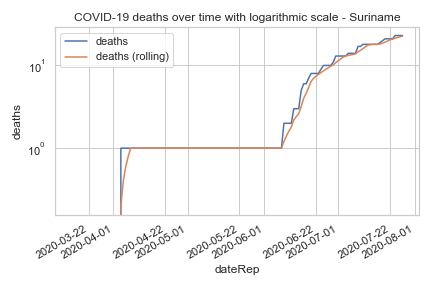 COVID-19 deaths over time with logarithmic scale - Suriname
deaths
deaths (rolling)
deaths
10¹
10⁰
2020-03-22
2020-04-01
2020-04-22
2020-05-01
2020-05-22
2020-06-01
2020-06-22
2020-07-01
2020-07-22
2020-08-01
dateRep